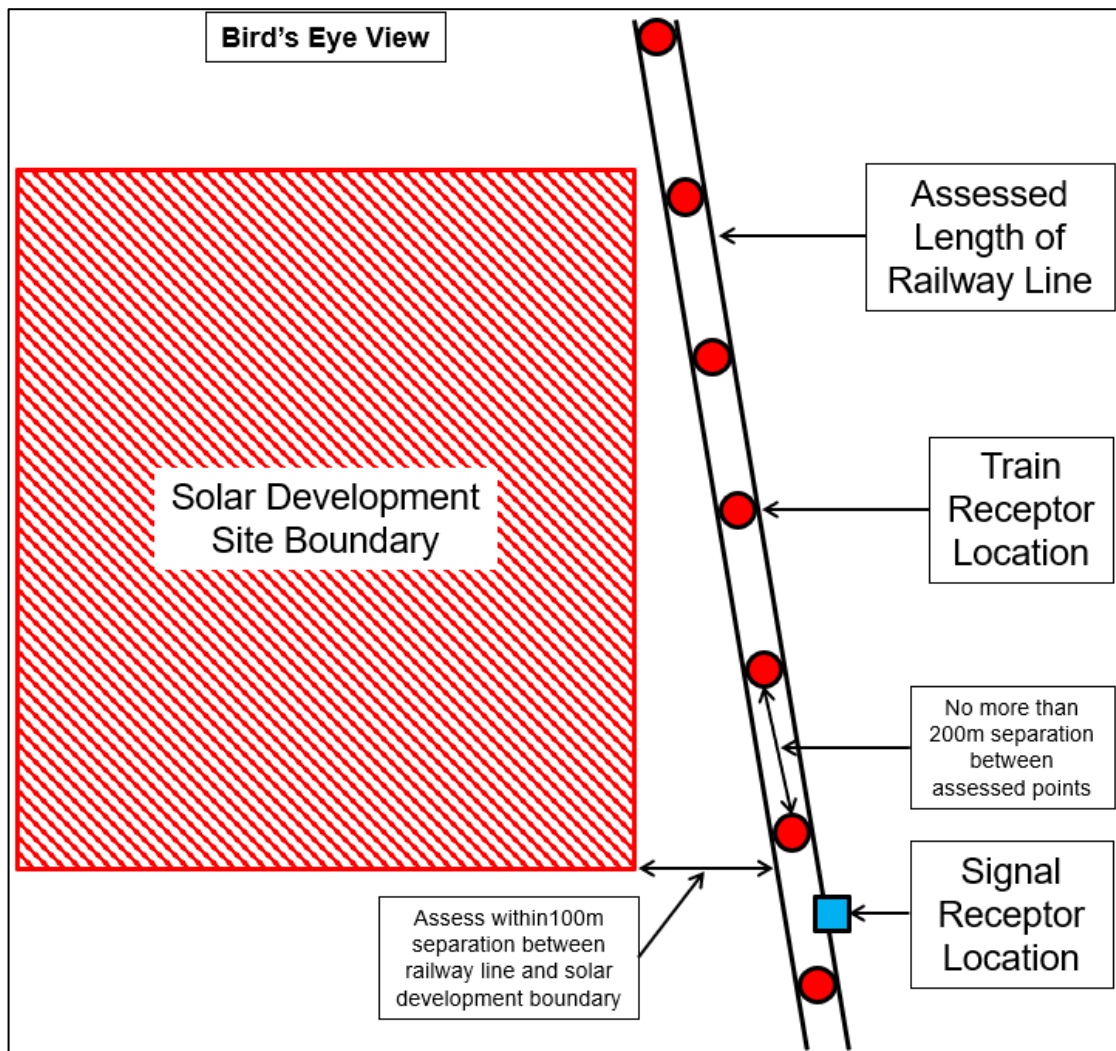 Bird's Eye View
Assessed
Length of
Railway Line
Solar Development
Site Boundary
Train
Receptor
Location
No more than
200m separation
between
assessed points
Signal
Receptor
Location
Assess within100m
separation between
railway line and solar
development boundary